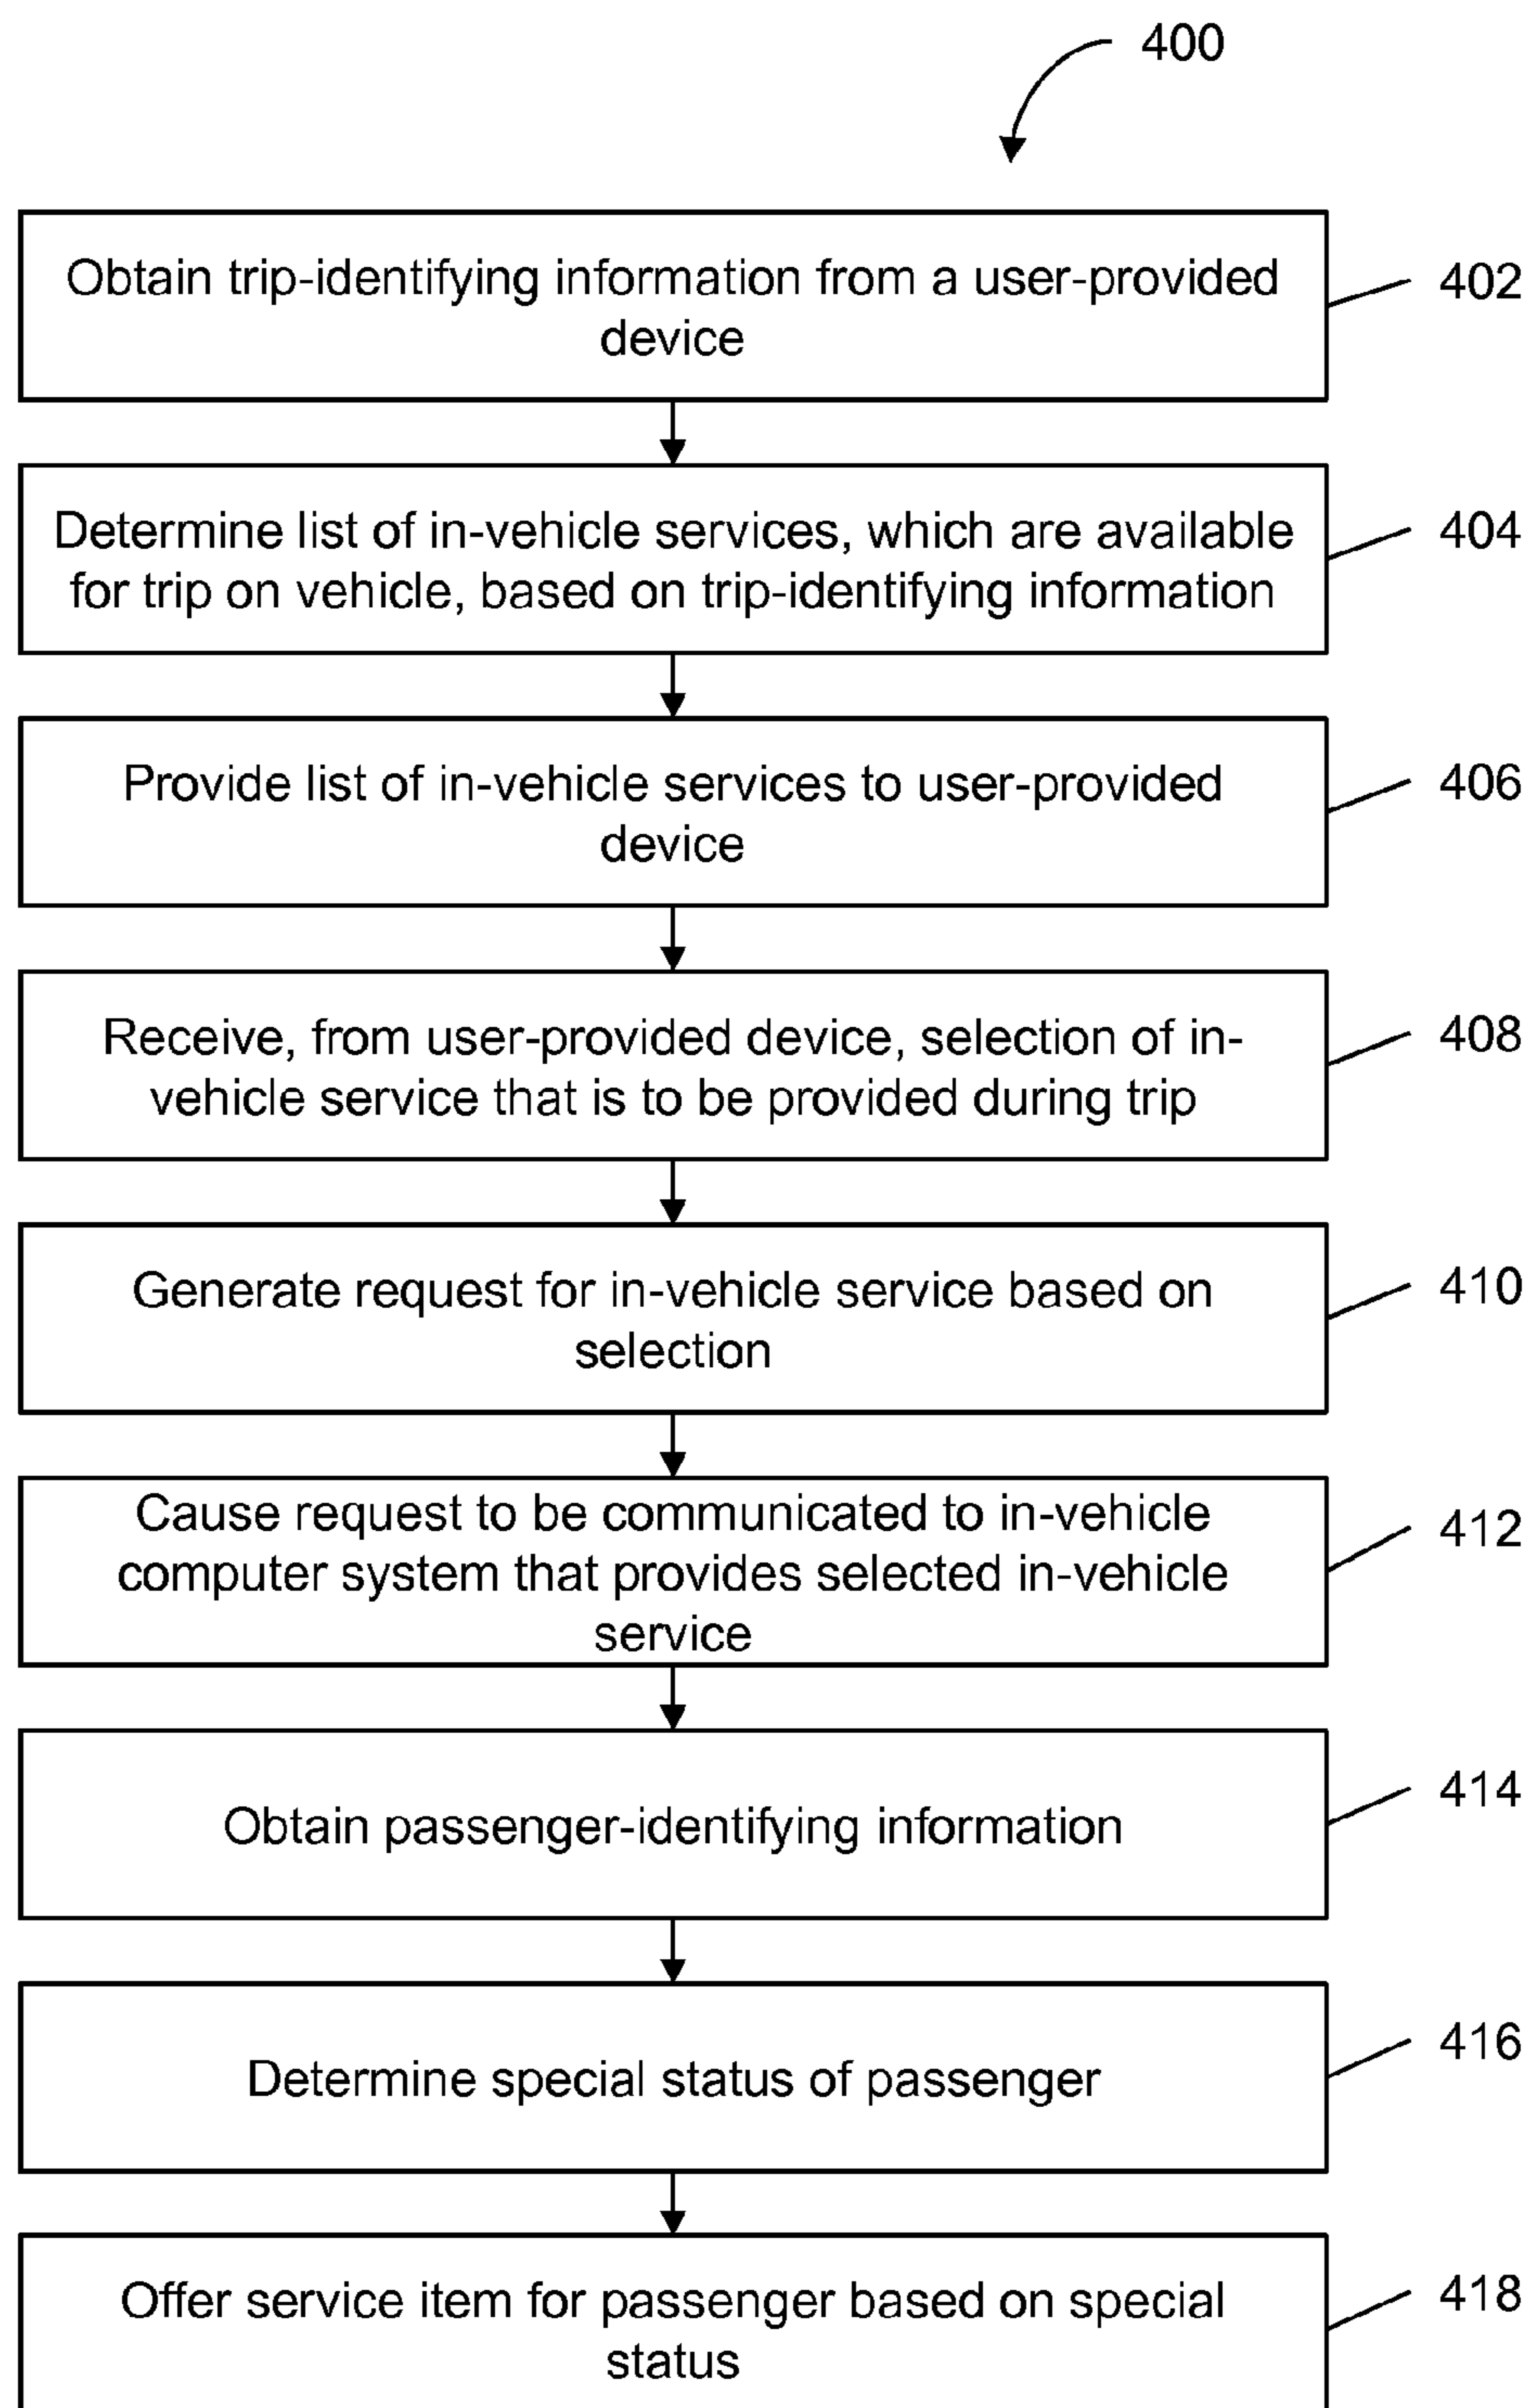 400
Obtain trip-identifying information from a user-provided
device
402
Determine list of in-vehicle services, which are available
for trip on vehicle, based on trip-identifying information
404
Provide list of in-vehicle services to user-provided
device
406
Receive, from user-provided device, selection of in-
vehicle service that is to be provided during trip
408
Generate request for in-vehicle service based on
selection
410
Cause request to be communicated to in-vehicle
computer system that provides selected in-vehicle
service
412
Obtain passenger-identifying information
414
Determine special status of passenger
416
Offer service item for passenger based on special
status
418